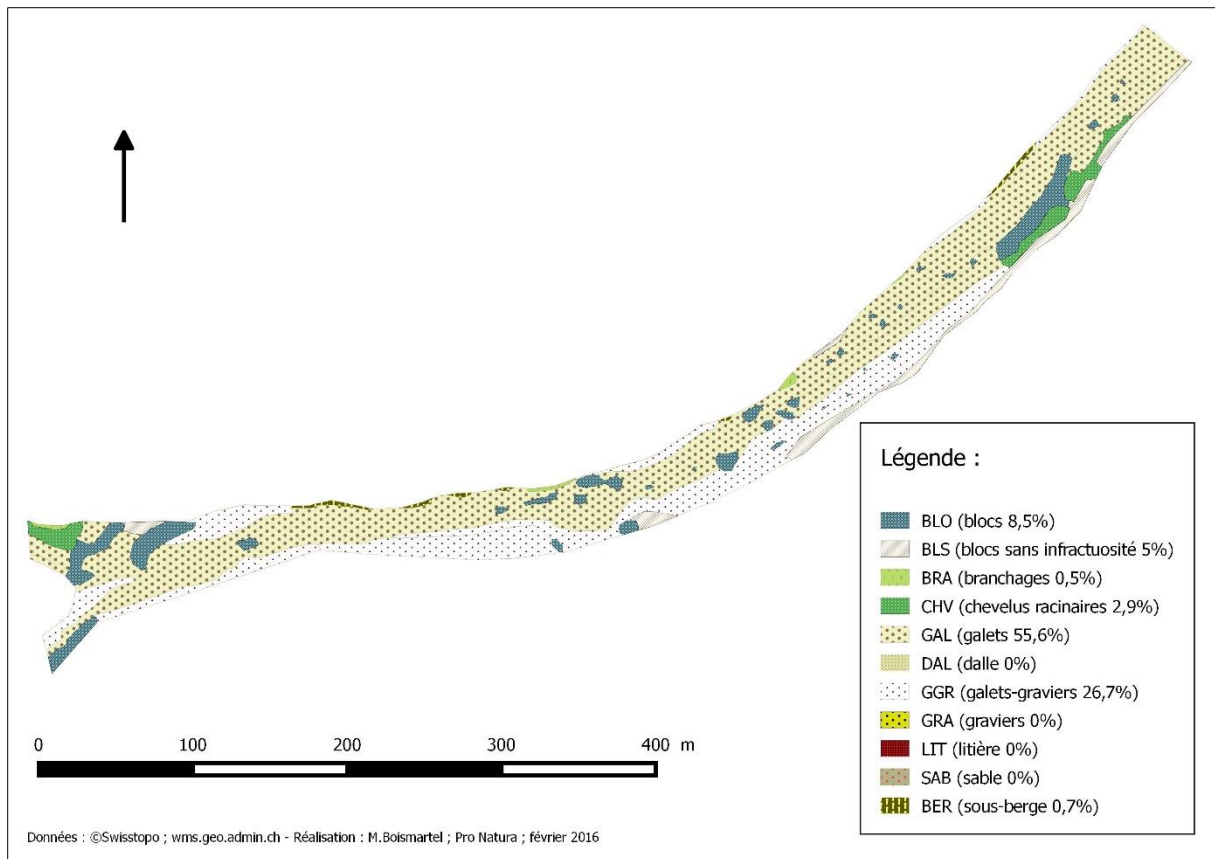 Légende :
BLO (blocs 8,5%)
BLS (blocs sans infractuosité 5%)
BRA (branchages 0,5%)
CHV (chevelus racinaires 2,9%)
GAL (galets 55,6%)
DAL (dalle 0%)
GGR (galets-graviers 26,7%)
GRA (graviers 0%)
LIT (litière 0%)
SAB (sable 0%)
BER (sous-berge 0,7%)
0 100 200 300 400 m
Données : ©Swisstopo ; wms.geo.admin.ch - Réalisation : M.Boismartel ; Pro Natura ; février 2016